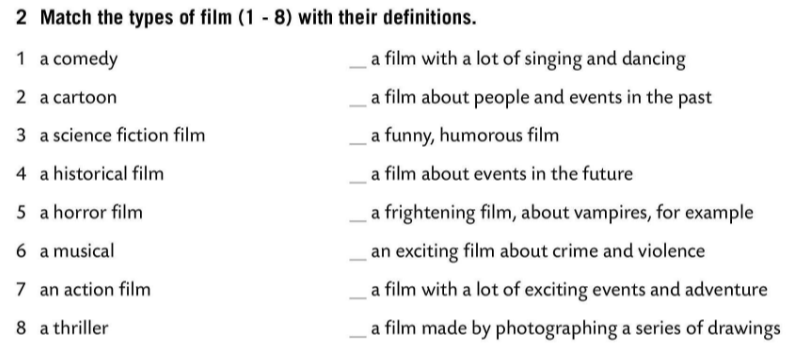 2 Match the types of film (1 - 8) with their definitions.
1 a comedy __ a film with a lot of singing and dancing
2 a cartoon __ a film about people and events in the past
3 a science fiction film __ a funny, humorous film
4 a historical film __ a film about events in the future
5 a horror film __ a frightening film, about vampires, for example
6 a musical __ an exciting film about crime and violence
7 an action film __ a film with a lot of exciting events and adventure
8 a thriller __ a film made by photographing a series of drawings